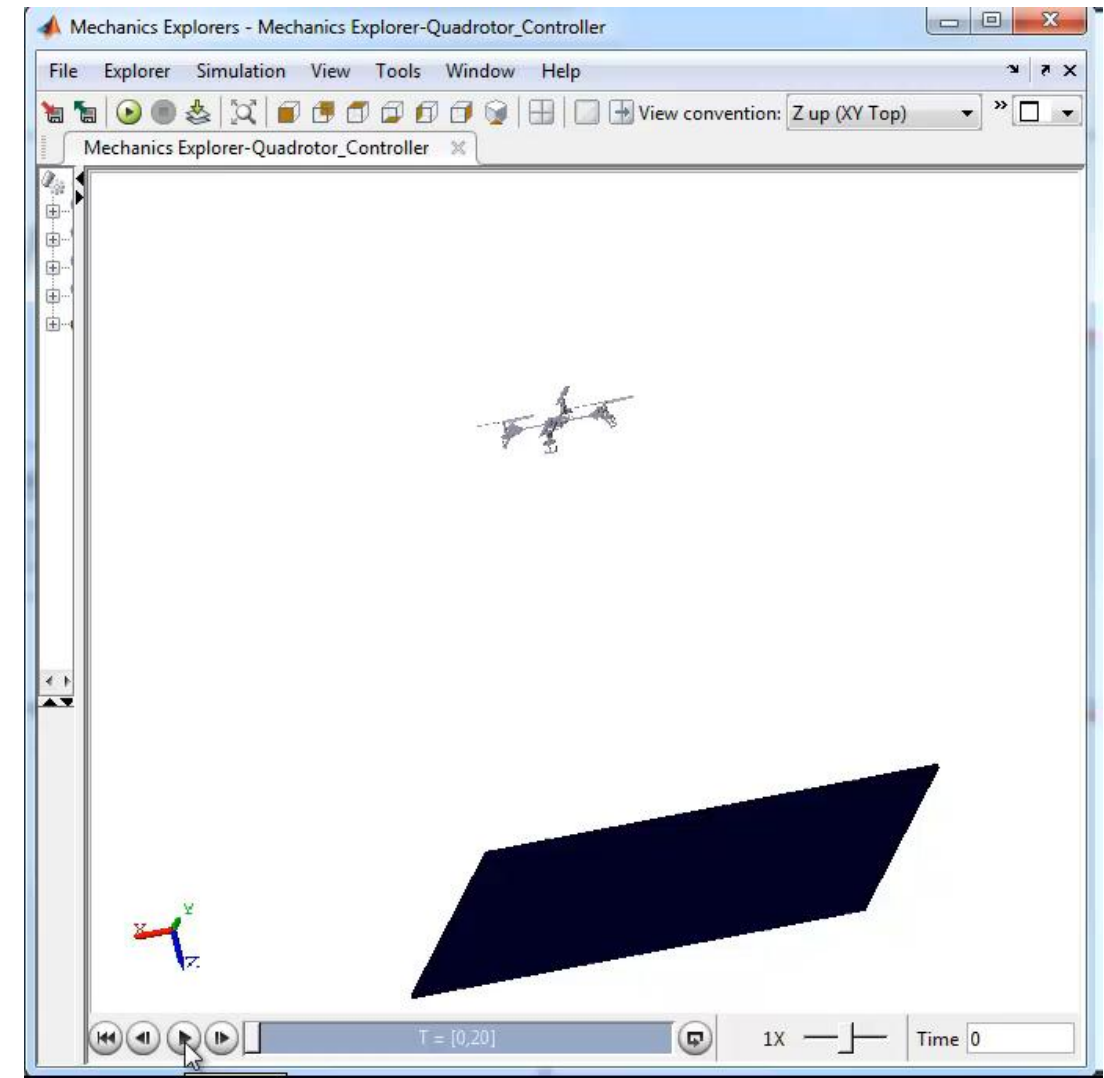 Mechanics Explorers - Mechanics Explorer-Quadrotor_Controller
File Explorer Simulation View Tools Window Help
View convention: Z up (XY Top)
Mechanics Explorer-Quadrotor_Controller
Y
X
Z
T = [0,20]
1X
Time 0